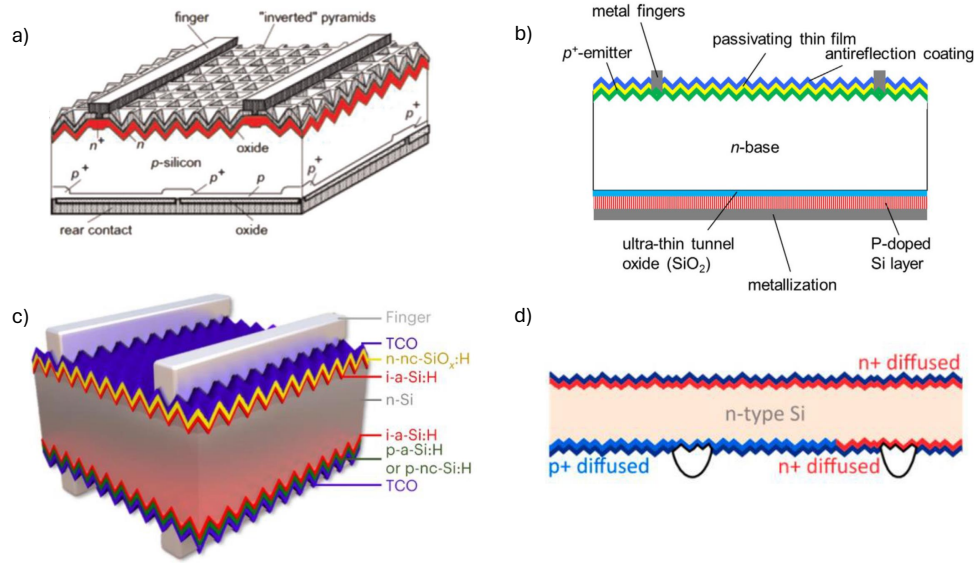 a)
finger
"inverted" pyramids
n+
n
oxide
p-silicon
p+
p+
p+
p
p+
rear contact
oxide
b)
metal fingers
p+-emitter
passivating thin film
antireflection coating
n-base
ultra-thin tunnel
oxide (SiO2)
P-doped
Si layer
metallization
c)
Finger
TCO
n-nc-SiOx:H
i-a-Si:H
n-Si
i-a-Si:H
p-a-Si:H
or p-nc-Si:H
TCO
d)
n+ diffused
n-type Si
p+ diffused
n+ diffused